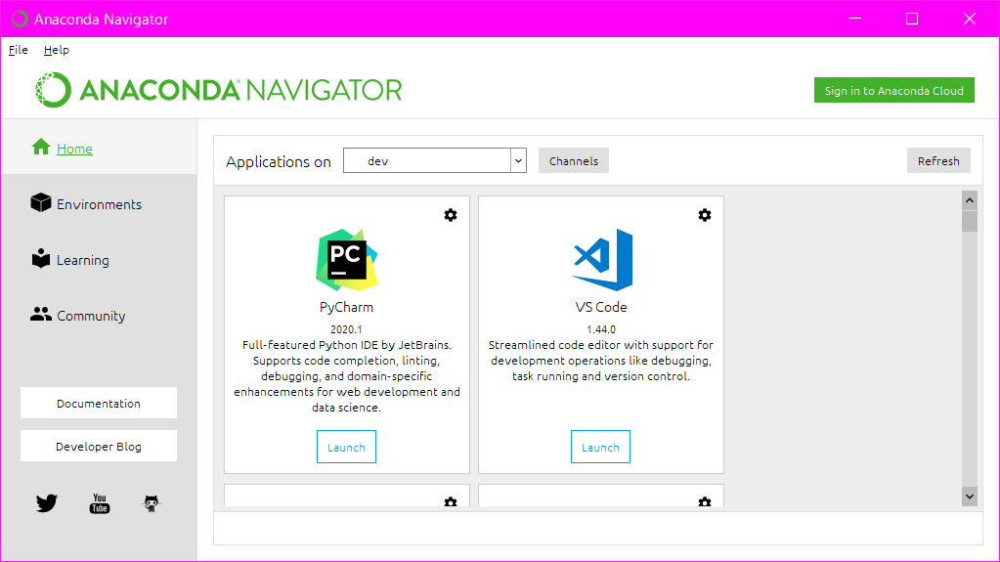 Anaconda Navigator
File Help
ANACONDA NAVIGATOR
Sign in to Anaconda Cloud
Home
Environments
Learning
Community
Documentation
Developer Blog
You
Tube
Applications on dev Channels Refresh
PC
PyCharm
2020.1
Full-featured Python IDE by JetBrains.
Supports code completion, linting,
debugging, and domain-specific
enhancements for web development and
data science.
Launch
VS Code
1.44.0
Streamlined code editor with support for
development operations like debugging,
task running and version control.
Launch